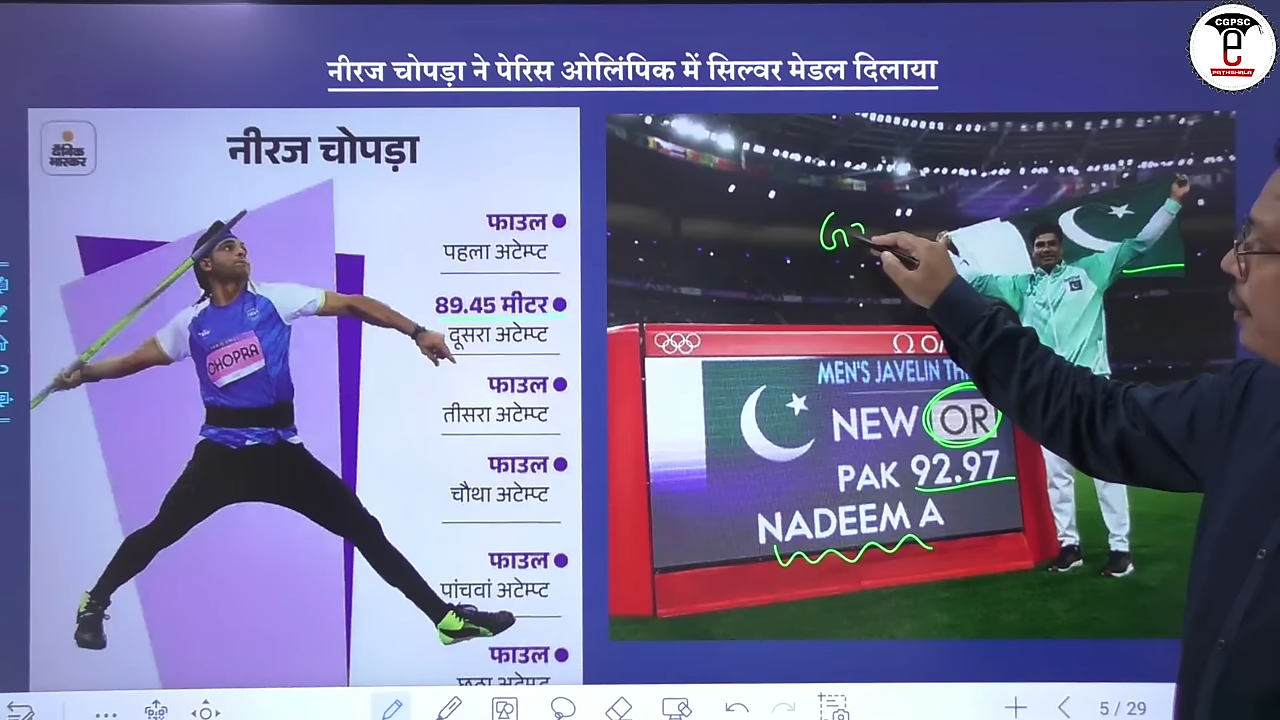 CGPSC
e
PATHSHALA
नीरज चोपड़ा ने पेरिस ओलिंपिक में सिल्वर मेडल दिलाया
दैनिक
भास्कर
नीरज चोपड़ा
फाउल
पहला अटेम्प्ट
89.45 मीटर
दूसरा अटेम्प्ट
फाउल
तीसरा अटेम्प्ट
फाउल
चौथा अटेम्प्ट
फाउल
पांचवां अटेम्प्ट
फाउल
छठा अटेम्प्ट
CHOPRA
MEN'S JAVELIN
NEW OR
PAK 92.97
NADEEM A
5 / 29